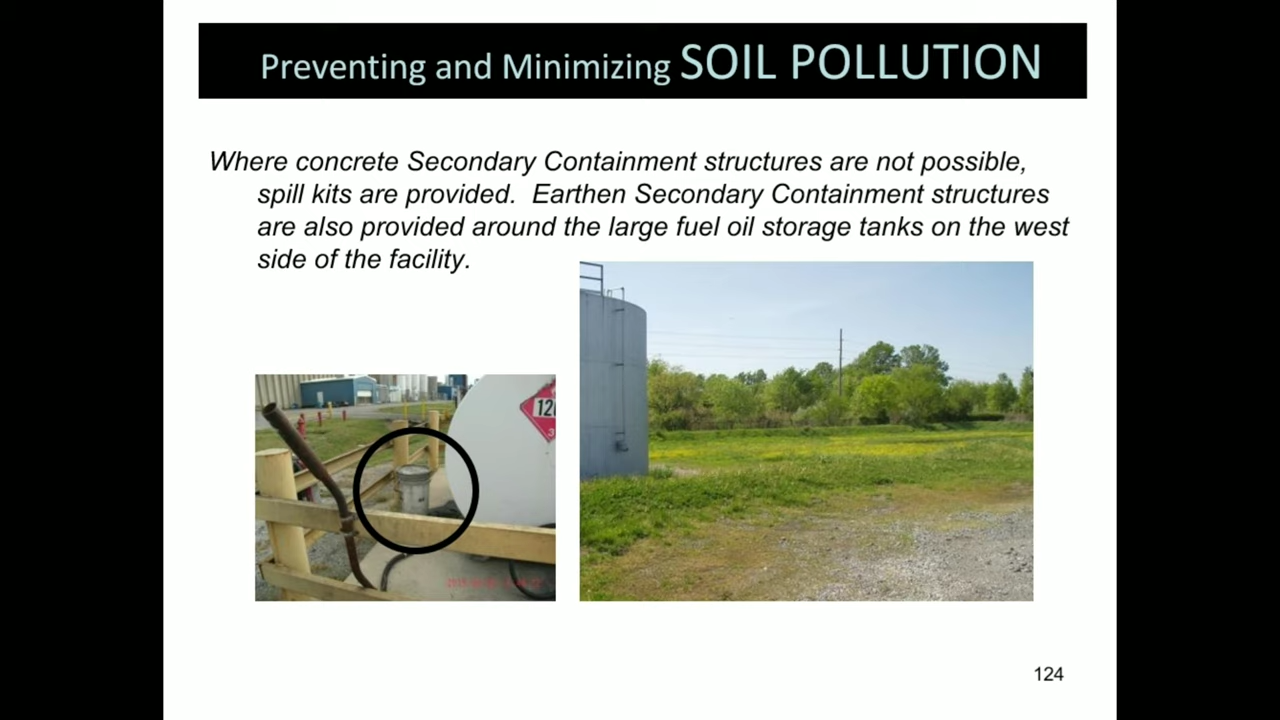 Preventing and Minimizing SOIL POLLUTION
Where concrete Secondary Containment structures are not possible,
spill kits are provided.  Earthen Secondary Containment structures
are also provided around the large fuel oil storage tanks on the west
side of the facility.
3
124